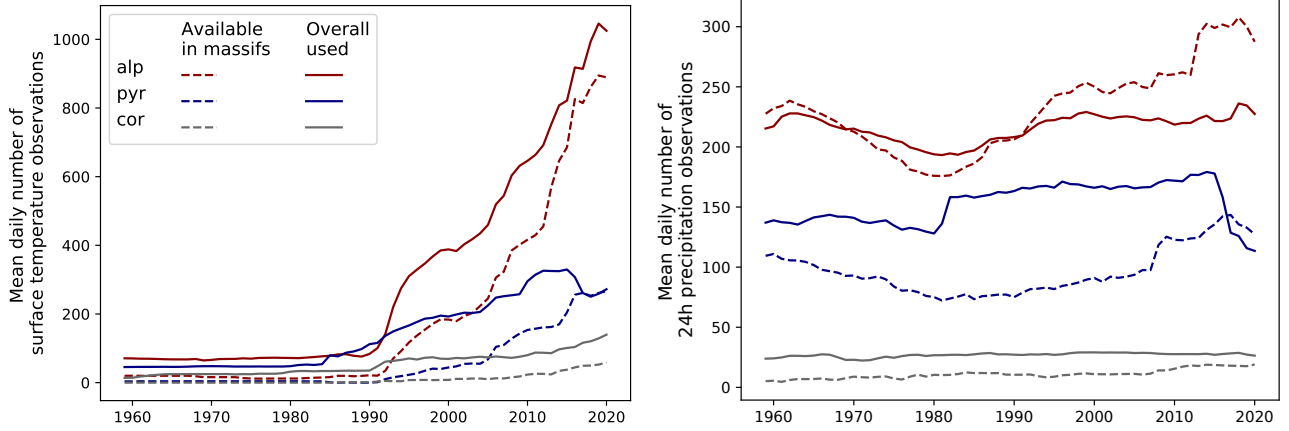 Mean daily number of
surface temperature observations
1000
800
600
400
200
0
Available
in massifs
Overall
used
alp
pyr
cor
1960
1970
1980
1990
2000
2010
2020
Mean daily number of
24h precipitation observations
300
250
200
150
100
50
0
1960
1970
1980
1990
2000
2010
2020